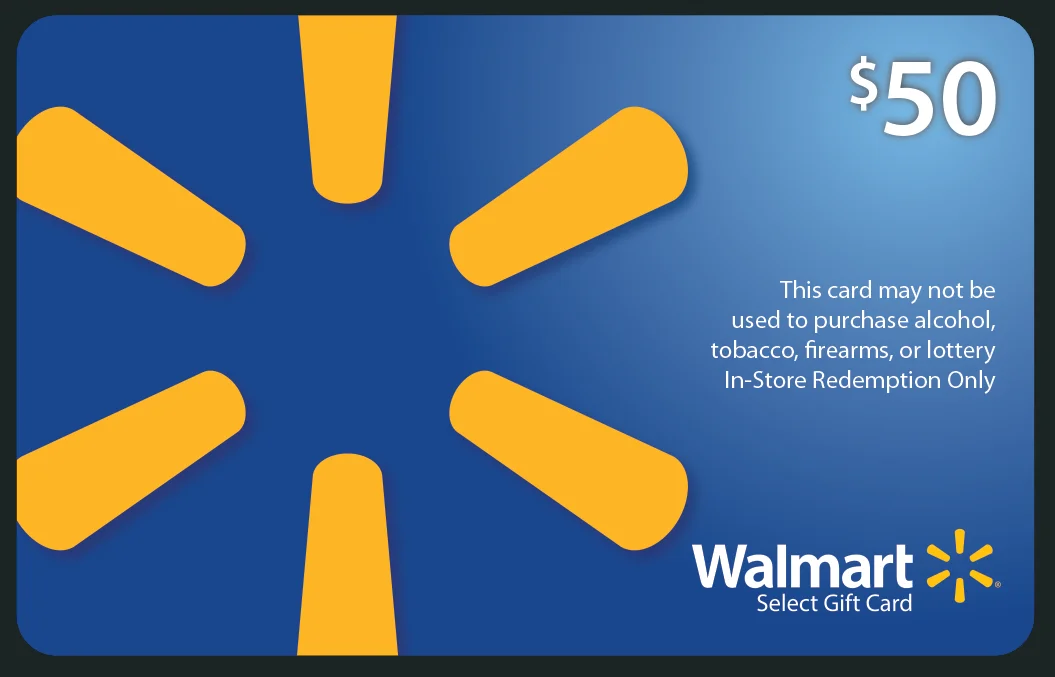 $50
This card may not be
used to purchase alcohol,
tobacco, firearms, or lottery
In-Store Redemption Only
Walmart
Select Gift Card